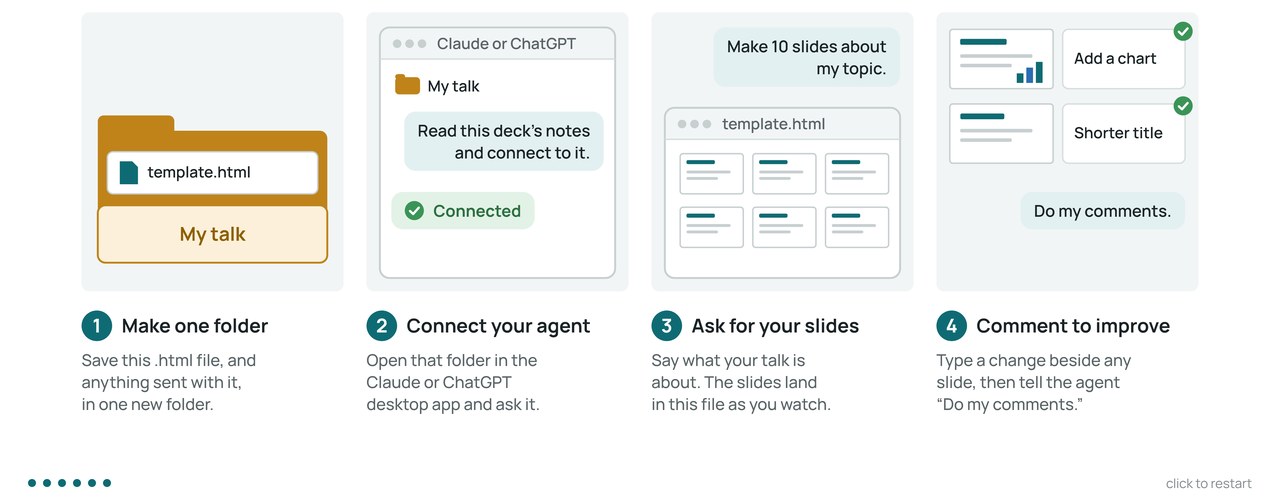 template.html
My talk
1 Make one folder
Save this .html file, and
anything sent with it,
in one new folder.
Claude or ChatGPT
My talk
Read this deck's notes
and connect to it.
Connected
2 Connect your agent
Open that folder in the
Claude or ChatGPT
desktop app and ask it.
Make 10 slides about
my topic.
template.html
3 Ask for your slides
Say what your talk is
about. The slides land
in this file as you watch.
Add a chart
Shorter title
Do my comments.
4 Comment to improve
Type a change beside any
slide, then tell the agent
“Do my comments.”
click to restart